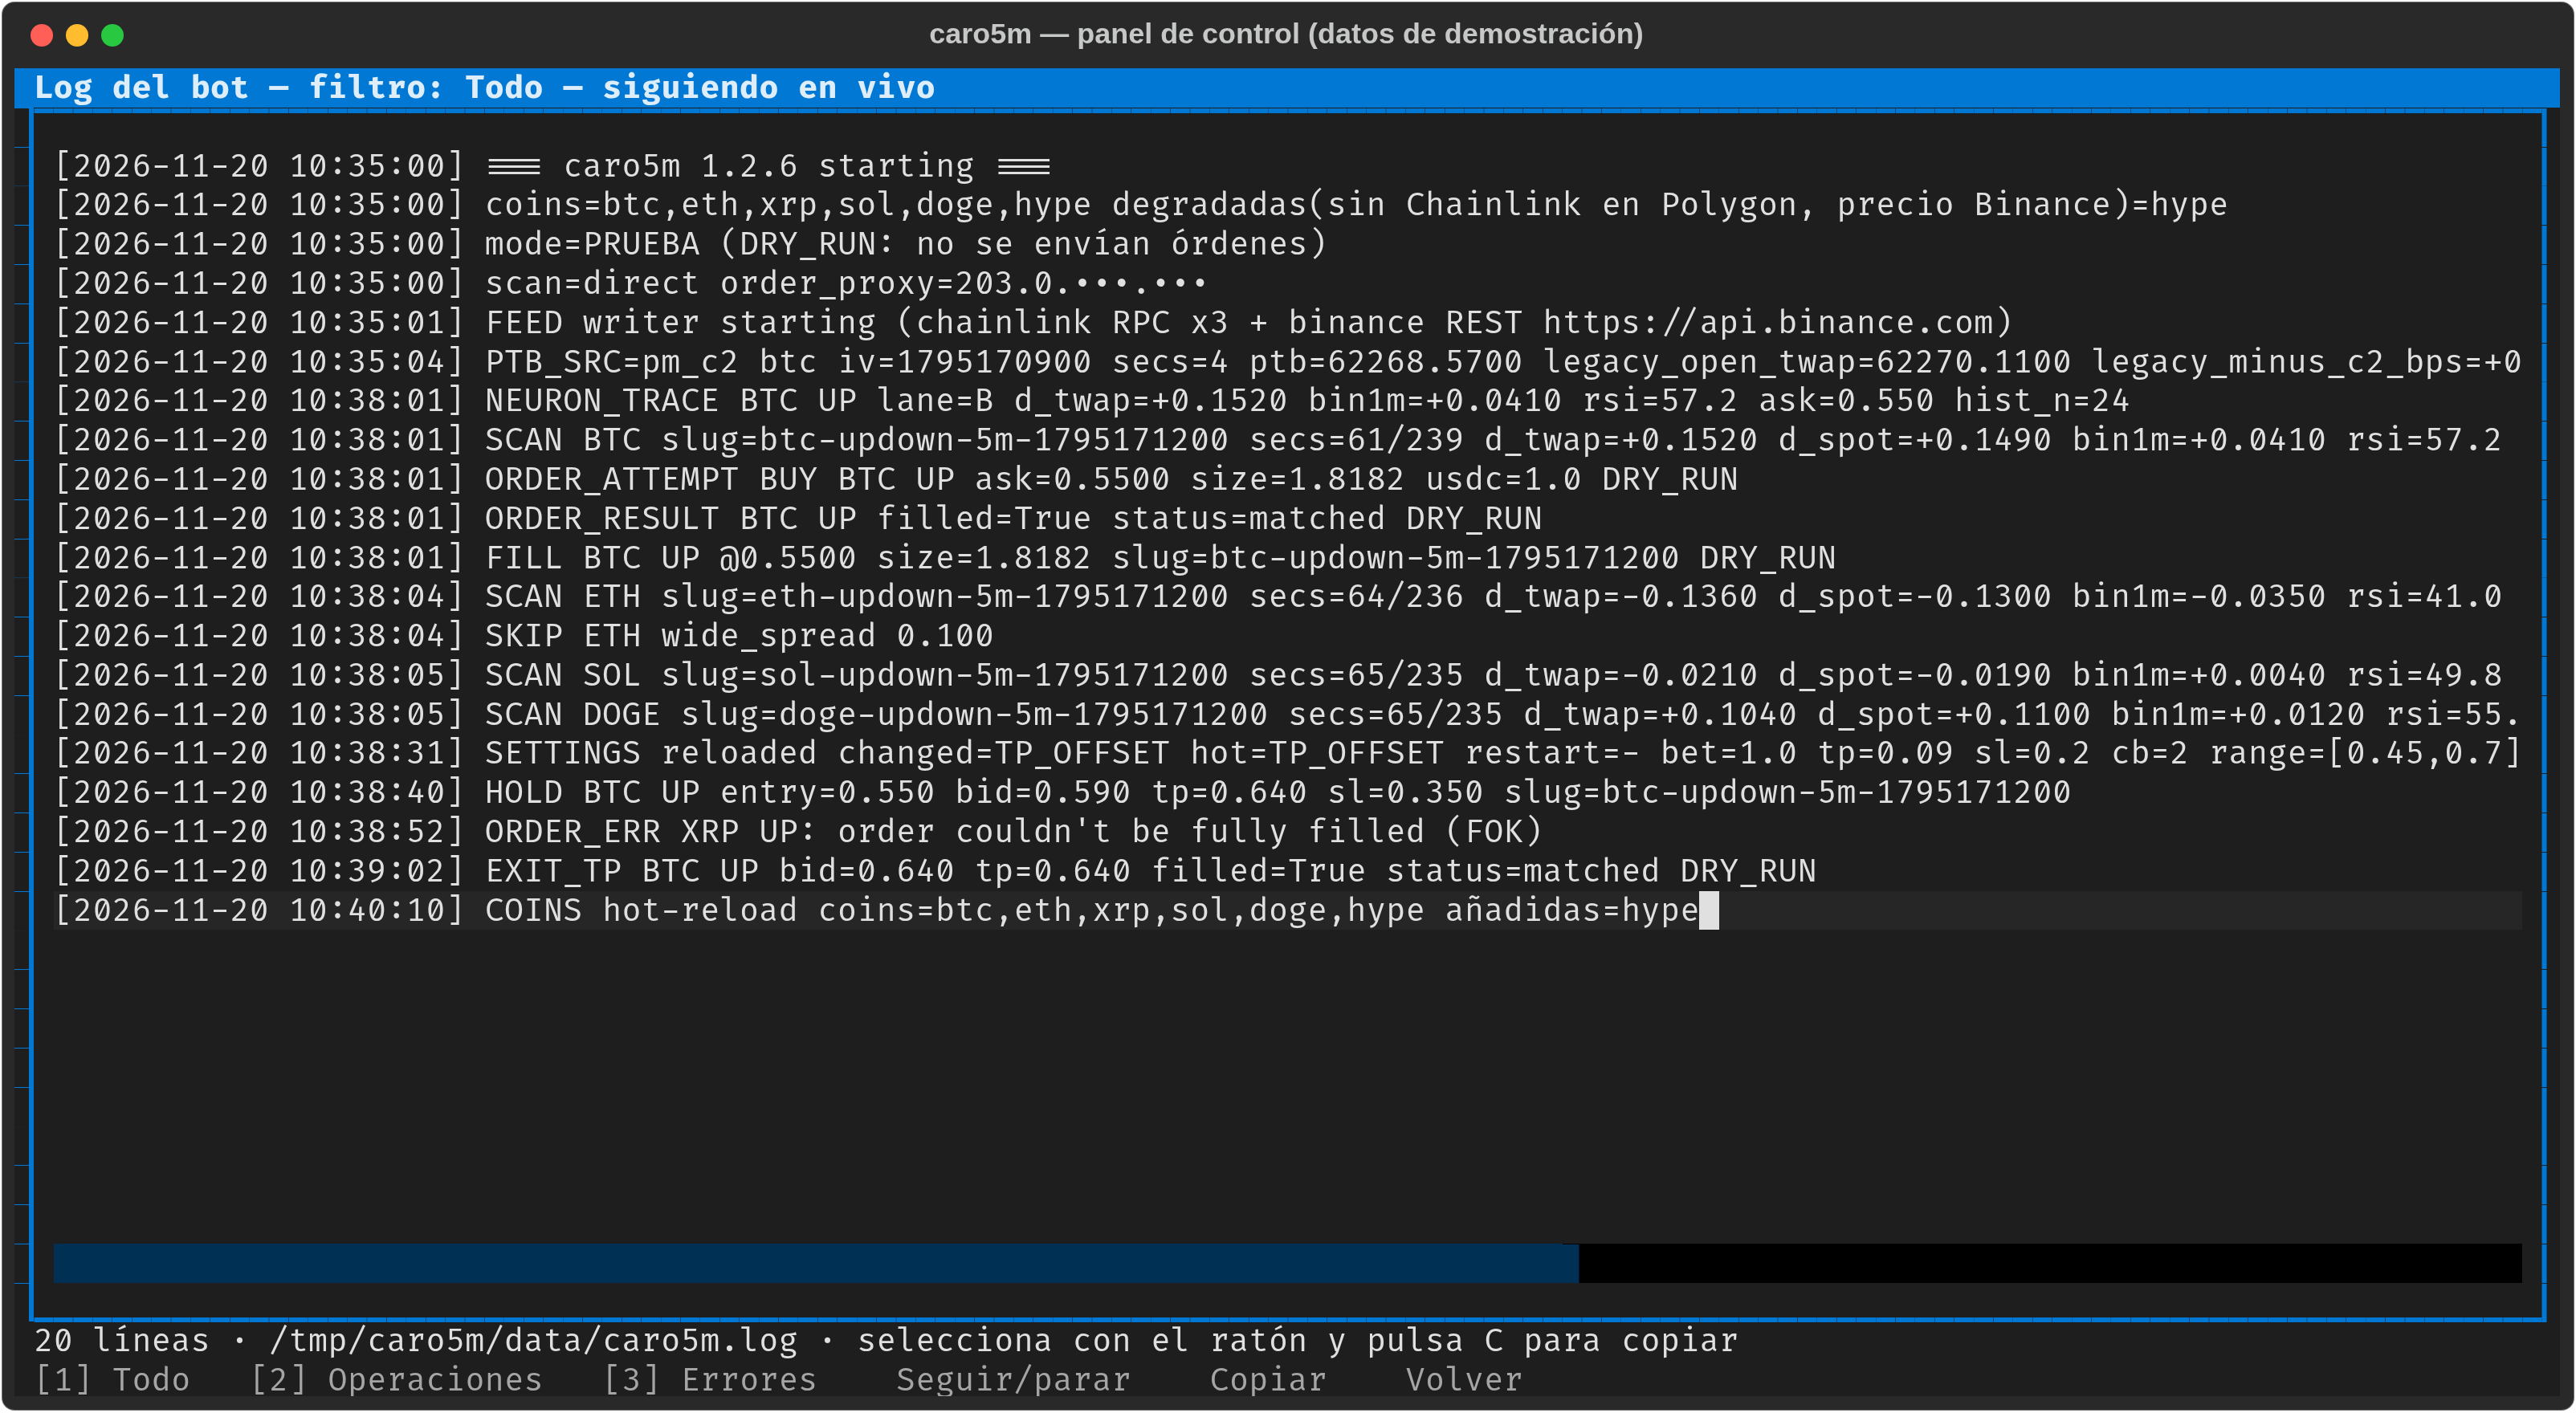 caro5m — panel de control (datos de demostración)
Log del bot — filtro: Todo — siguiendo en vivo
[2026-11-20 10:35:00] === caro5m 1.2.6 starting ===
[2026-11-20 10:35:00] coins=btc,eth,xrp,sol,doge,hype degradadas(sin Chainlink en Polygon, precio Binance)=hype
[2026-11-20 10:35:00] mode=PRUEBA (DRY_RUN: no se envían órdenes)
[2026-11-20 10:35:00] scan=direct order_proxy=203.0.•••.•••
[2026-11-20 10:35:01] FEED writer starting (chainlink RPC x3 + binance REST https://api.binance.com)
[2026-11-20 10:35:04] PTB_SRC=pm_c2 btc iv=1795170900 secs=4 ptb=62268.5700 legacy_open_twap=62270.1100 legacy_minus_c2_bps=+0
[2026-11-20 10:38:01] NEURON_TRACE BTC UP lane=B d_twap=+0.1520 bin1m=+0.0410 rsi=57.2 ask=0.550 hist_n=24
[2026-11-20 10:38:01] SCAN BTC slug=btc-updown-5m-1795171200 secs=61/239 d_twap=+0.1520 d_spot=+0.1490 bin1m=+0.0410 rsi=57.2
[2026-11-20 10:38:01] ORDER_ATTEMPT BUY BTC UP ask=0.5500 size=1.8182 usdc=1.0 DRY_RUN
[2026-11-20 10:38:01] ORDER_RESULT BTC UP filled=True status=matched DRY_RUN
[2026-11-20 10:38:01] FILL BTC UP @0.5500 size=1.8182 slug=btc-updown-5m-1795171200 DRY_RUN
[2026-11-20 10:38:04] SCAN ETH slug=eth-updown-5m-1795171200 secs=64/236 d_twap=-0.1360 d_spot=-0.1300 bin1m=-0.0350 rsi=41.0
[2026-11-20 10:38:04] SKIP ETH wide_spread 0.100
[2026-11-20 10:38:05] SCAN SOL slug=sol-updown-5m-1795171200 secs=65/235 d_twap=-0.0210 d_spot=-0.0190 bin1m=+0.0040 rsi=49.8
[2026-11-20 10:38:05] SCAN DOGE slug=doge-updown-5m-1795171200 secs=65/235 d_twap=+0.1040 d_spot=+0.1100 bin1m=+0.0120 rsi=55.
[2026-11-20 10:38:31] SETTINGS reloaded changed=TP_OFFSET hot=TP_OFFSET restart=- bet=1.0 tp=0.09 sl=0.2 cb=2 range=[0.45,0.7]
[2026-11-20 10:38:40] HOLD BTC UP entry=0.550 bid=0.590 tp=0.640 sl=0.350 slug=btc-updown-5m-1795171200
[2026-11-20 10:38:52] ORDER_ERR XRP UP: order couldn't be fully filled (FOK)
[2026-11-20 10:39:02] EXIT_TP BTC UP bid=0.640 tp=0.640 filled=True status=matched DRY_RUN
[2026-11-20 10:40:10] COINS hot-reload coins=btc,eth,xrp,sol,doge,hype añadidas=hype
20 líneas · /tmp/caro5m/data/caro5m.log · selecciona con el ratón y pulsa C para copiar
[1] Todo [2] Operaciones [3] Errores Seguir/parar Copiar Volver